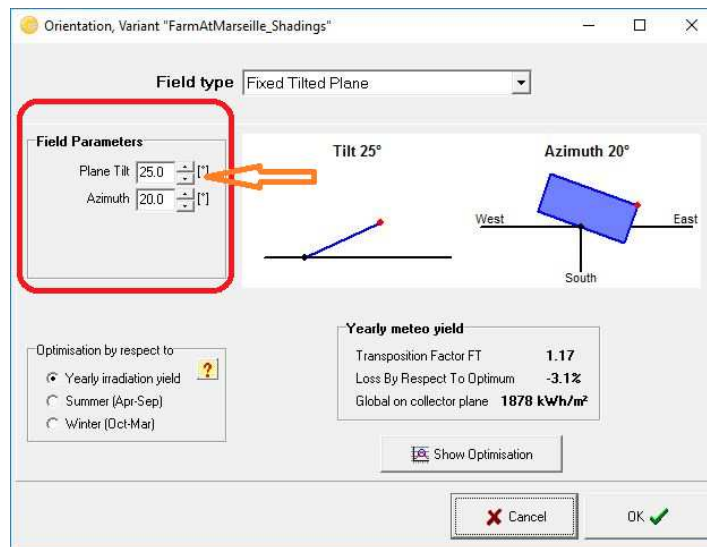 Orientation, Variant "FarmAtMarseille_Shadings"
Field type Fixed Tilted Plane
Field Parameters
Plane Tilt 25.0 [°]
Azimuth 20.0 [°]
Tilt 25°
Azimuth 20°
West East
South
Optimisation by respect to
Yearly irradiation yield
Summer (Apr-Sep)
Winter (Oct-Mar)
?
Yearly meteo yield
Transposition Factor FT 1.17
Loss By Respect To Optimum -3.1%
Global on collector plane 1878 kWh/m²
Show Optimisation
Cancel OK